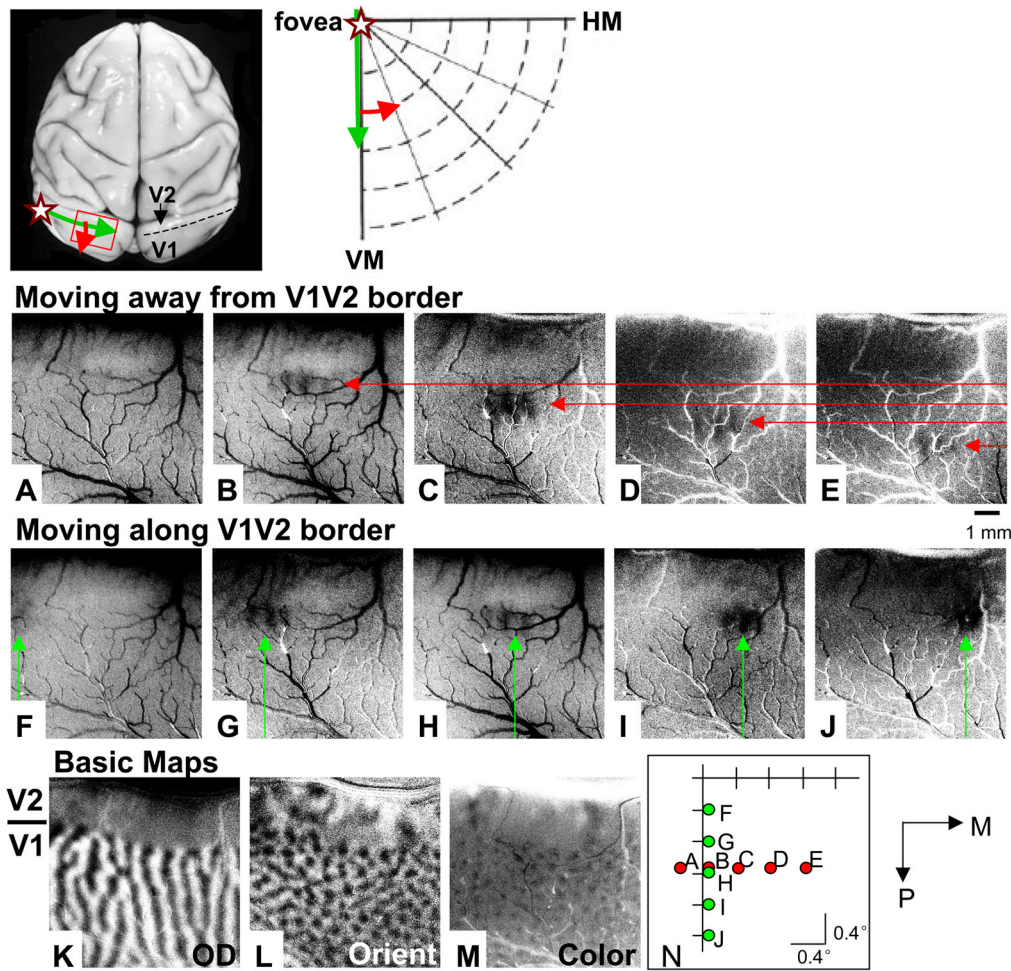 fovea
HM
V2
V1
VM
Moving away from V1V2 border
A
B
C
D
E
1 mm
Moving along V1V2 border
F
G
H
I
J
Basic Maps
V2
V1
K
OD
L
Orient
M
Color
F
G
A
B
C
D
E
H
I
J
N
0.4°
0.4°
M
P